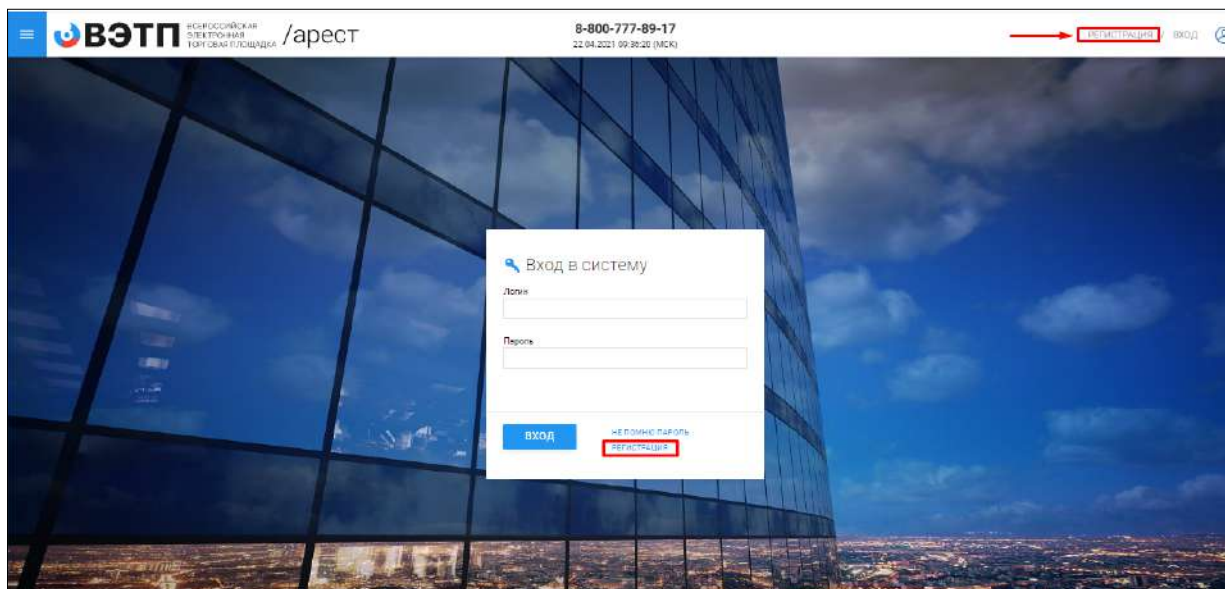 ВЭТП
ВСЕРОССИЙСКАЯ
ЭЛЕКТРОННАЯ
ТОРГОВАЯ ПЛОЩАДКА
/арест
8-800-777-89-17
22.04.2021 09:36:20 (МСК)
РЕГИСТРАЦИЯ / ВХОД
Вход в систему
Логин
Пароль
ВХОД
НЕ ПОМНЮ ПАРОЛЬ
РЕГИСТРАЦИЯ